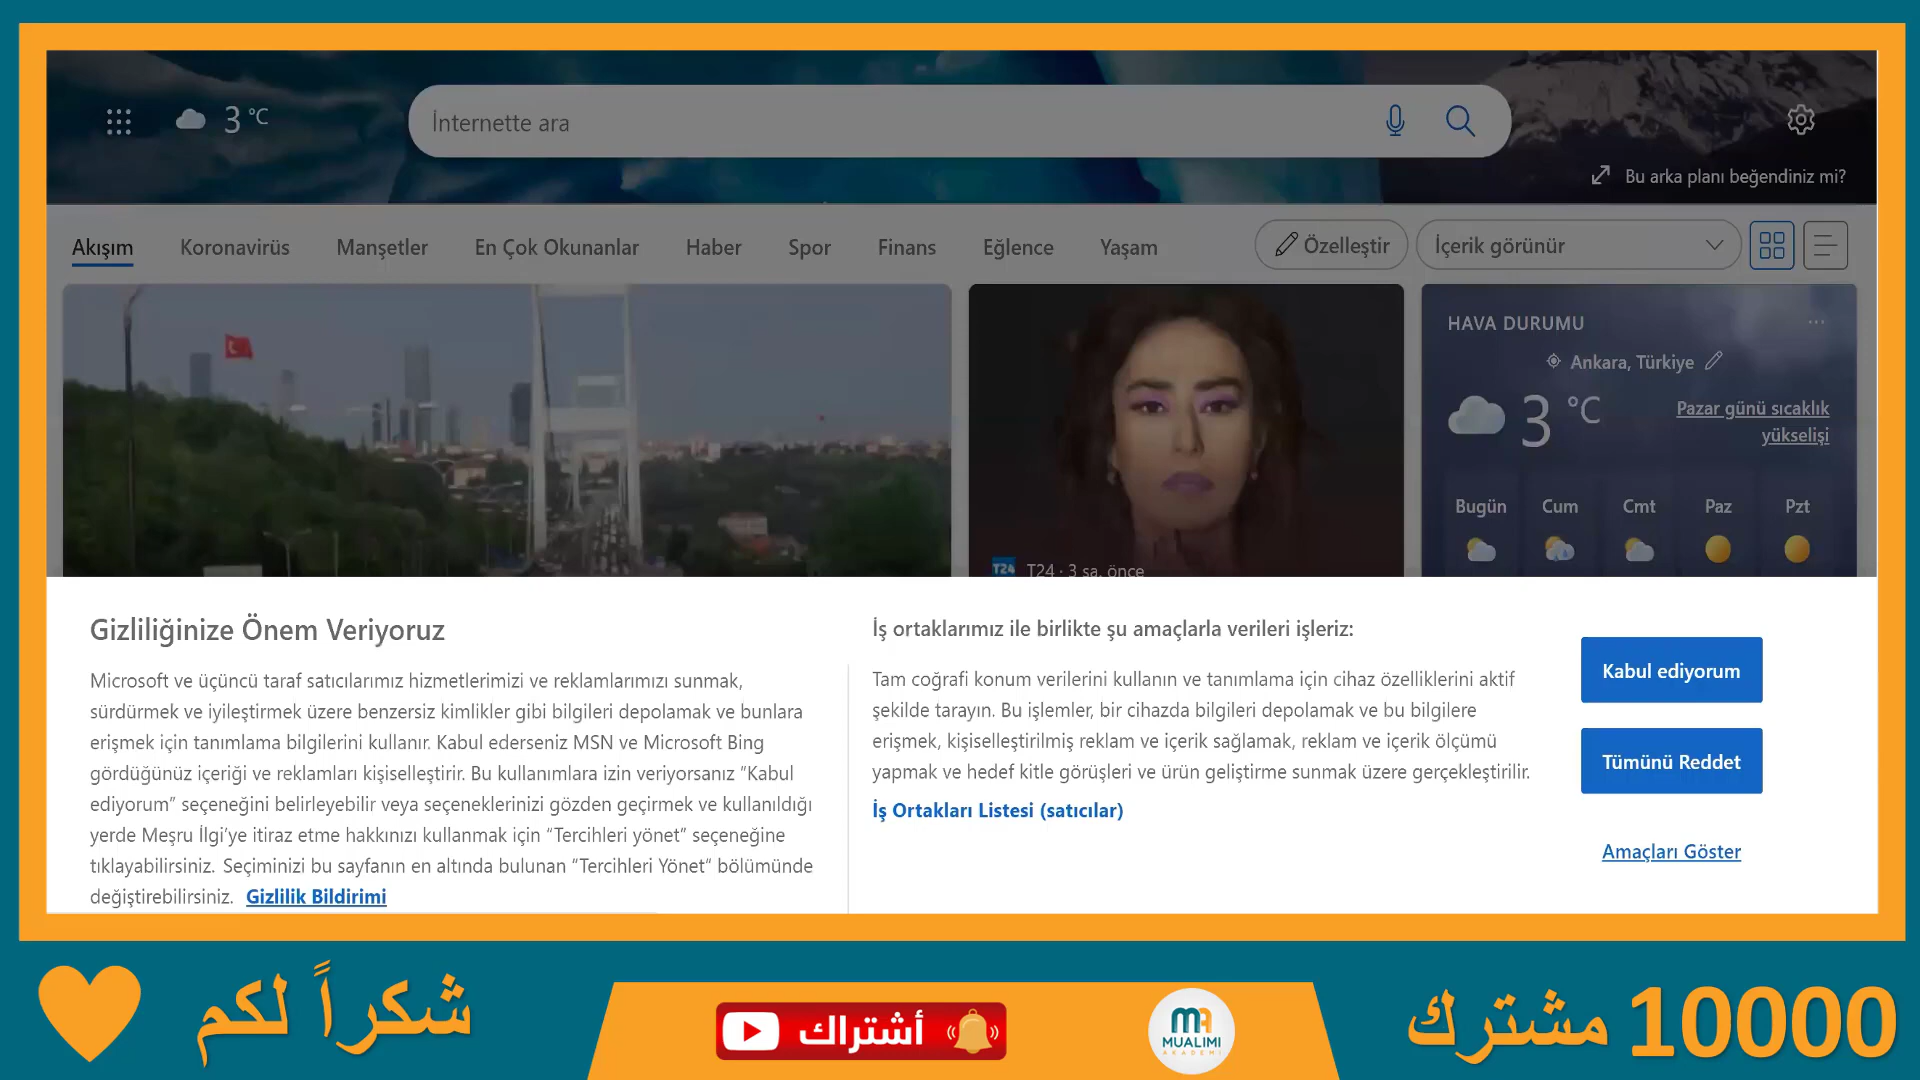 3 °C
İnternette ara
Bu arka planı beğendiniz mi?
Akışım Koronavirüs Manşetler En Çok Okunanlar Haber Spor Finans Eğlence Yaşam Özelleştir İçerik görünür
HAVA DURUMU
Ankara, Türkiye
3 °C
Pazar günü sıcaklık
yükselişi
Bugün Cum Cmt Paz Pzt
T24 T24 · 3 sa. önce
Gizliliğinize Önem Veriyoruz
Microsoft ve üçüncü taraf satıcılarımız hizmetlerimizi ve reklamlarımızı sunmak,
sürdürmek ve iyileştirmek üzere benzersiz kimlikler gibi bilgileri depolamak ve bunlara
erişmek için tanımlama bilgilerini kullanır. Kabul ederseniz MSN ve Microsoft Bing
gördüğünüz içeriği ve reklamları kişiselleştirir. Bu kullanımlara izin veriyorsanız “Kabul
ediyorum” seçeneğini belirleyebilir veya seçeneklerinizi gözden geçirmek ve kullanıldığı
yerde Meşru İlgi’ye itiraz etme hakkınızı kullanmak için “Tercihleri yönet” seçeneğine
tıklayabilirsiniz. Seçiminizi bu sayfanın en altında bulunan “Tercihleri Yönet“ bölümünde
değiştirebilirsiniz. Gizlilik Bildirimi
İş ortaklarımız ile birlikte şu amaçlarla verileri işleriz:
Tam coğrafi konum verilerini kullanın ve tanımlama için cihaz özelliklerini aktif
şekilde tarayın. Bu işlemler, bir cihazda bilgileri depolamak ve bu bilgilere
erişmek, kişiselleştirilmiş reklam ve içerik sağlamak, reklam ve içerik ölçümü
yapmak ve hedef kitle görüşleri ve ürün geliştirme sunmak üzere gerçekleştirilir.
İş Ortakları Listesi (satıcılar)
Kabul ediyorum
Tümünü Reddet
Amaçları Göster
شكراً لكم
أشتراك
MUALIMI
AKADEMI
10000 مشترك